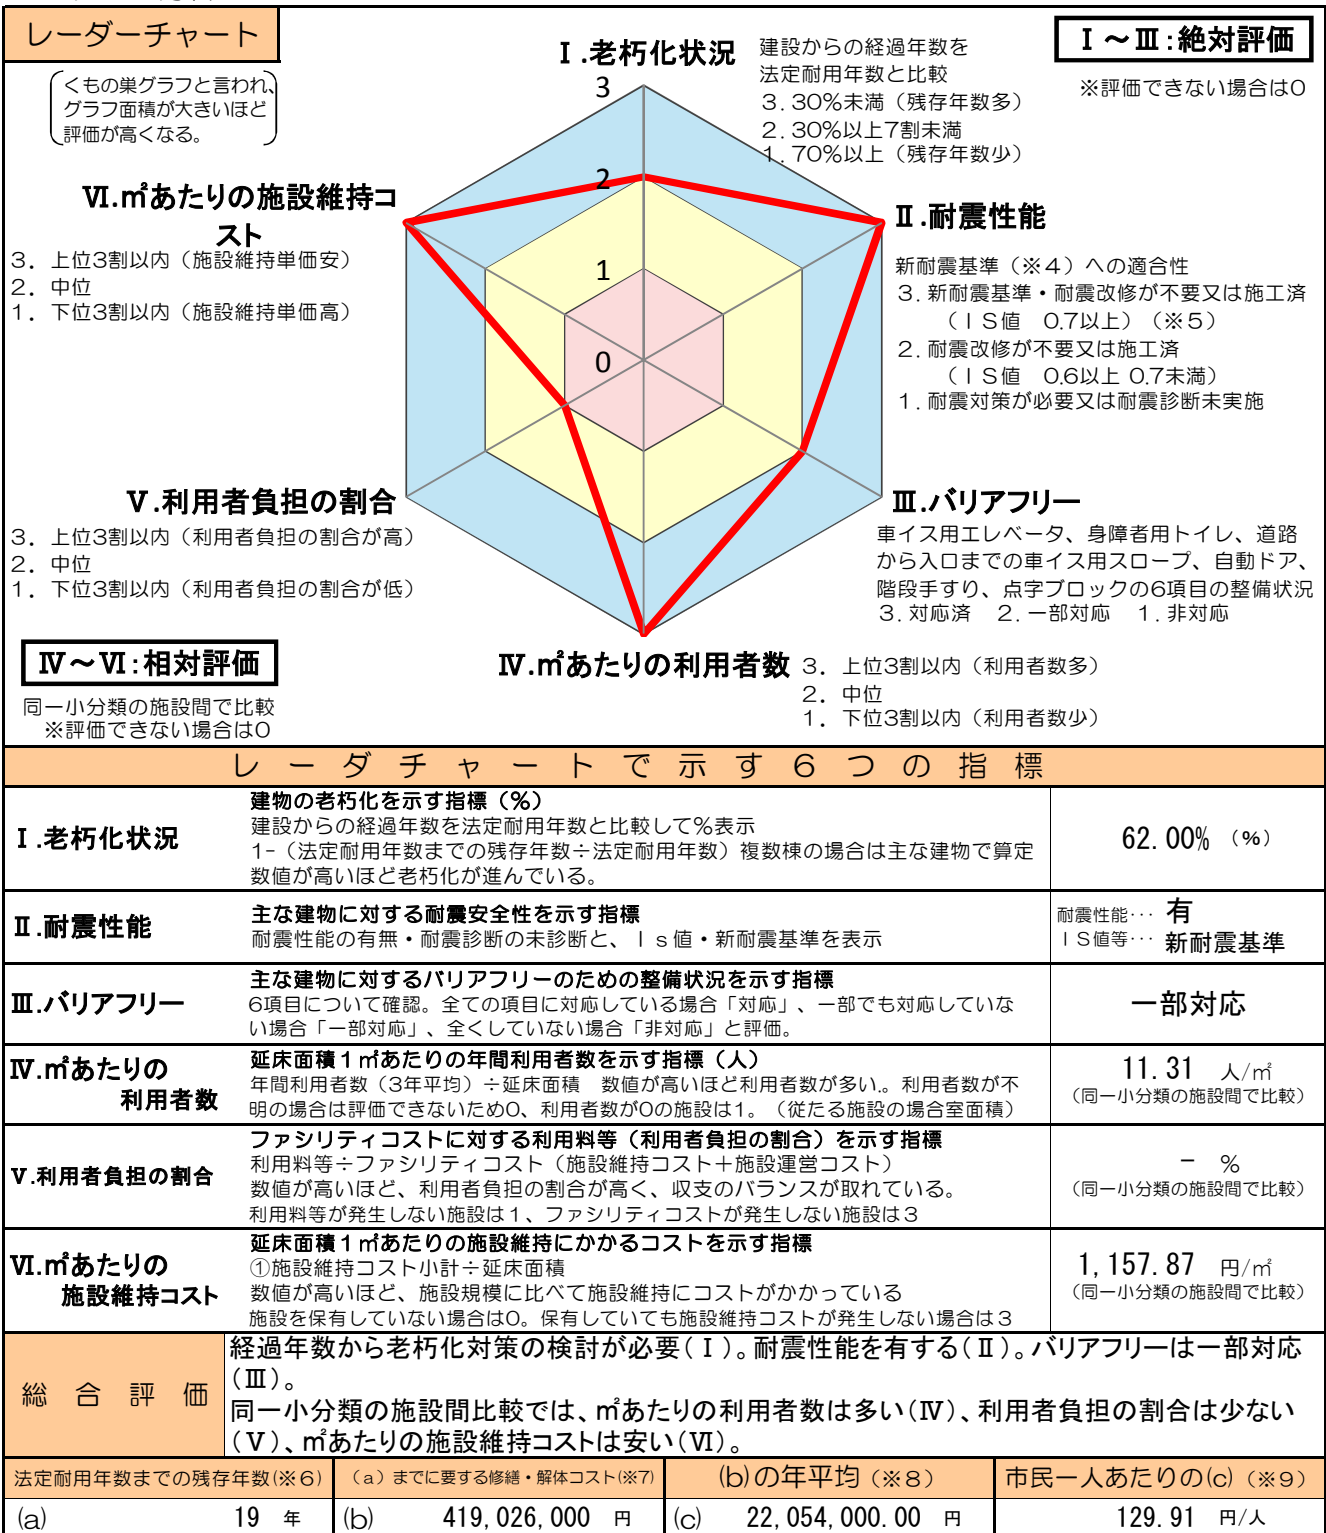 レーダーチャート
くもの巣グラフと言われ、
グラフ面積が大きいほど
評価が高くなる。
Ⅰ～Ⅲ:絶対評価
※評価できない場合は0
Ⅰ.老朽化状況
建設からの経過年数を
法定耐用年数と比較
3.30%未満（残存年数多）
2.30%以上7割未満
1.70%以上（残存年数少）
3
2
1
0
Ⅵ.㎡あたりの施設維持コ
スト
3. 上位3割以内（施設維持単価安）
2. 中位
1. 下位3割以内（施設維持単価高）
Ⅱ.耐震性能
新耐震基準（※4）への適合性
3.新耐震基準・耐震改修が不要又は施工済
（ＩＳ値 0.7以上）（※5）
2.耐震改修が不要又は施工済
（ＩＳ値 0.6以上 0.7未満）
1.耐震対策が必要又は耐震診断未実施
Ⅴ.利用者負担の割合
3. 上位3割以内（利用者負担の割合が高）
2. 中位
1. 下位3割以内（利用者負担の割合が低）
Ⅲ.バリアフリー
車イス用エレベータ、身障者用トイレ、道路
から入口までの車イス用スロープ、自動ドア、
階段手すり、点字ブロックの6項目の整備状況
3.対応済 2.一部対応 1.非対応
Ⅳ～Ⅵ:相対評価
同一小分類の施設間で比較
※評価できない場合は0
Ⅳ.㎡あたりの利用者数
3. 上位3割以内（利用者数多）
2. 中位
1. 下位3割以内（利用者数少）
レーダチャートで示す6つの指標
Ⅰ.老朽化状況
建物の老朽化を示す指標（%）
建設からの経過年数を法定耐用年数と比較して%表示
1-（法定耐用年数までの残存年数÷法定耐用年数）複数棟の場合は主な建物で算定
数値が高いほど老朽化が進んでいる。
62.00% （%）
Ⅱ.耐震性能
主な建物に対する耐震安全性を示す指標
耐震性能の有無・耐震診断の未診断と、Ｉｓ値・新耐震基準を表示
耐震性能… 有
ＩＳ値等… 新耐震基準
Ⅲ.バリアフリー
主な建物に対するバリアフリーのための整備状況を示す指標
6項目について確認。全ての項目に対応している場合「対応」、一部でも対応していな
い場合「一部対応」、全くしていない場合「非対応」と評価。
一部対応
Ⅳ.㎡あたりの
利用者数
延床面積１㎡あたりの年間利用者数を示す指標（人）
年間利用者数（3年平均）÷延床面積 数値が高いほど利用者数が多い。利用者数が不
明の場合は評価できないため0、利用者数が0の施設は1。（従たる施設の場合室面積）
11.31 人/㎡
（同一小分類の施設間で比較）
Ⅴ.利用者負担の割合
ファシリティコストに対する利用料等（利用者負担の割合）を示す指標
利用料等÷ファシリティコスト（施設維持コスト＋施設運営コスト）
数値が高いほど、利用者負担の割合が高く、収支のバランスが取れている。
利用料等が発生しない施設は１、ファシリティコストが発生しない施設は３
－ %
（同一小分類の施設間で比較）
Ⅵ.㎡あたりの
施設維持コスト
延床面積１㎡あたりの施設維持にかかるコストを示す指標
①施設維持コスト小計÷延床面積
数値が高いほど、施設規模に比べて施設維持にコストがかかっている
施設を保有していない場合は0。保有していても施設維持コストが発生しない場合は３
1,157.87 円/㎡
（同一小分類の施設間で比較）
総合評価
経過年数から老朽化対策の検討が必要(Ⅰ)。耐震性能を有する(Ⅱ)。バリアフリーは一部対応
(Ⅲ)。
同一小分類の施設間比較では、㎡あたりの利用者数は多い(Ⅳ)、利用者負担の割合は少ない
(Ⅴ)、㎡あたりの施設維持コストは安い(Ⅵ)。
法定耐用年数までの残存年数(※6) （a）までに要する修繕・解体コスト(※7) (b)の年平均（※8） 市民一人あたりの(c)（※9）
(a) 19 年 (b) 419,026,000 円 (c) 22,054,000.00 円 129.91 円/人